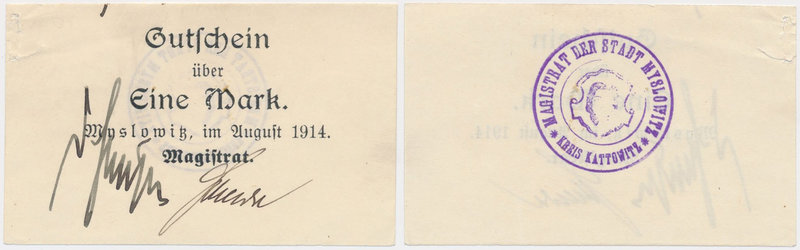 Gutschein
über
Eine Mark.
Myslowitz, im August 1914.
Magistrat.
MAGISTRAT DER STADT MYSLOWITZ
* KREIS KATTOWITZ *